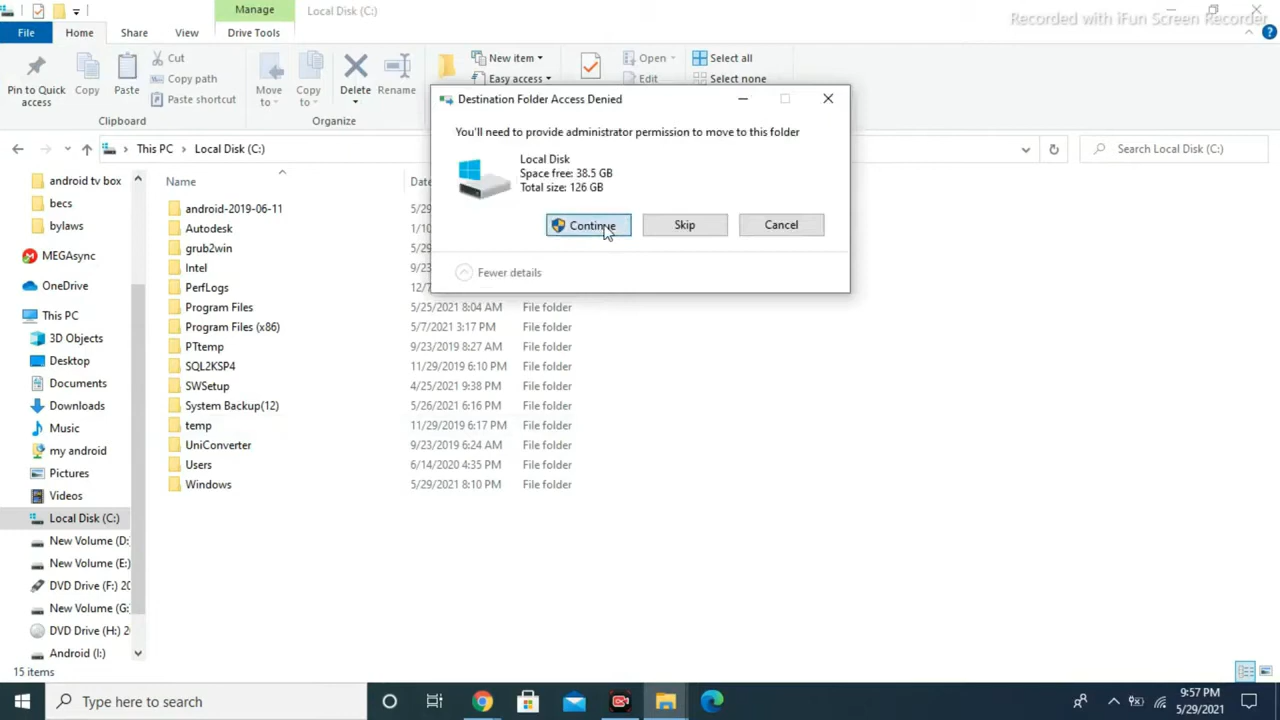 Manage
Local Disk (C:)
Recorded with iFun Screen Recorder
File
Home
Share
View
Drive Tools
Pin to Quick access
Copy
Paste
Cut
Copy path
Paste shortcut
Clipboard
Move to
Copy to
Delete
Rename
Organize
New item
Easy access
Open
Edit
Select all
Select none
Destination Folder Access Denied
You'll need to provide administrator permission to move to this folder
Local Disk
Space free: 38.5 GB
Total size: 126 GB
Continue
Skip
Cancel
Fewer details
This PC
Local Disk (C:)
Search Local Disk (C:)
android tv box
becs
bylaws
MEGAsync
OneDrive
This PC
3D Objects
Desktop
Documents
Downloads
Music
my android
Pictures
Videos
Local Disk (C:)
New Volume (D:
New Volume (E:)
DVD Drive (F:) 20
New Volume (G:
DVD Drive (H:) 2
Android (I:)
Name
Date
android-2019-06-11 5/29
Autodesk 1/10
grub2win 5/29
Intel 9/23
PerfLogs 12/7
Program Files 5/25/2021 8:04 AM File folder
Program Files (x86) 5/7/2021 3:17 PM File folder
PTtemp 9/23/2019 8:27 AM File folder
SQL2KSP4 11/29/2019 6:10 PM File folder
SWSetup 4/25/2021 9:38 PM File folder
System Backup(12) 5/26/2021 6:16 PM File folder
temp 11/29/2019 6:17 PM File folder
UniConverter 9/23/2019 6:24 AM File folder
Users 6/14/2020 4:35 PM File folder
Windows 5/29/2021 8:10 PM File folder
15 items
Type here to search
9:57 PM
5/29/2021